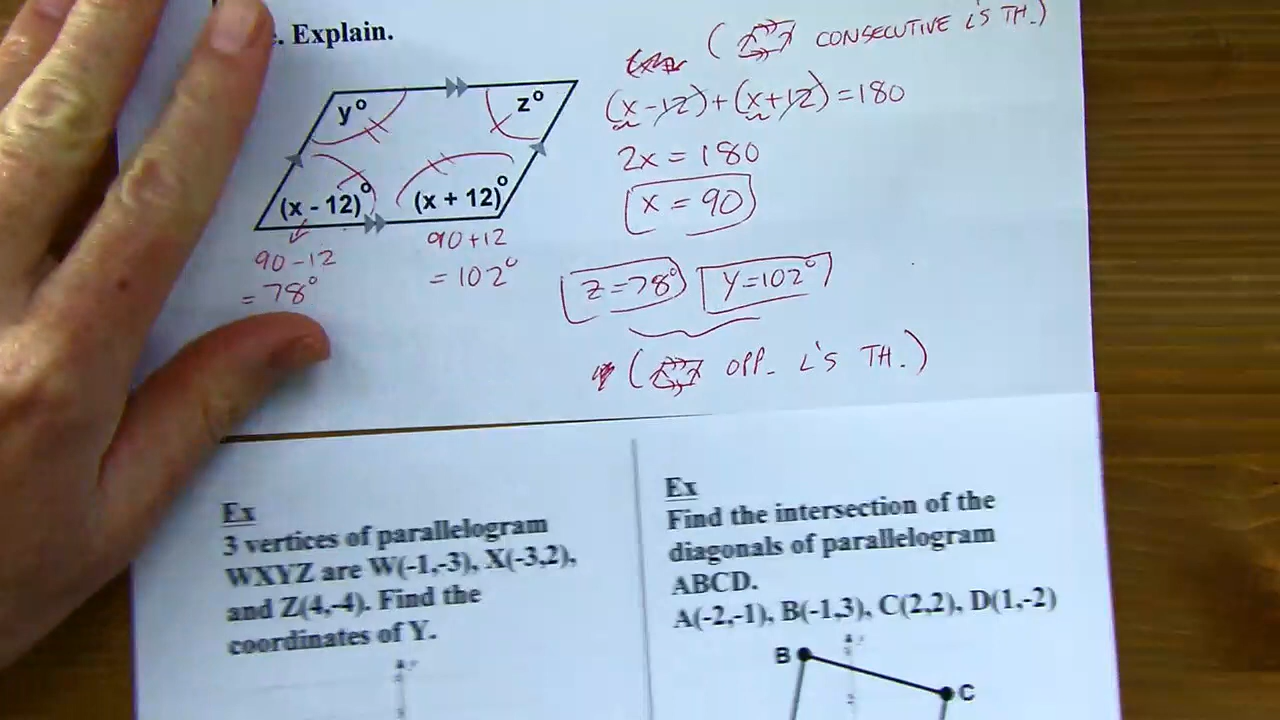 . Explain.
y°
z°
(x - 12)°
(x + 12)°
90-12
= 78°
90+12
= 102°
( CONSECUTIVE ∠'S TH.)
(x-12)+(x+12)=180
2x = 180
x = 90
z=78°
y=102°
( OPP. ∠'S TH.)
Ex
3 vertices of parallelogram
WXYZ are W(-1,-3), X(-3,2),
and Z(4,-4). Find the
coordinates of Y.
Ex
Find the intersection of the
diagonals of parallelogram
ABCD.
A(-2,-1), B(-1,3), C(2,2), D(1,-2)
B
C